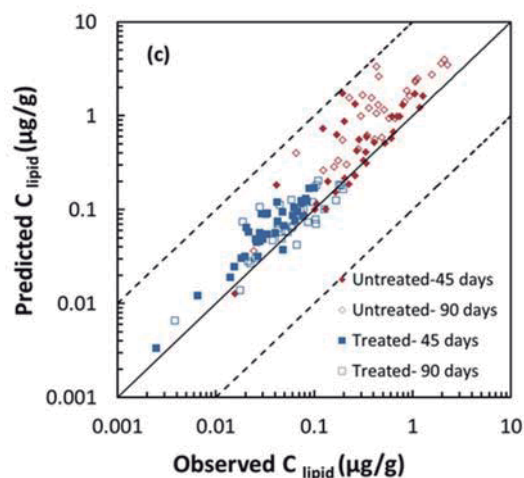 (c)
Predicted C lipid (µg/g)
10
1
0.1
0.01
0.001
Untreated-45 days
Untreated- 90 days
Treated- 45 days
Treated- 90 days
0.001 0.01 0.1 1 10
Observed C lipid (µg/g)